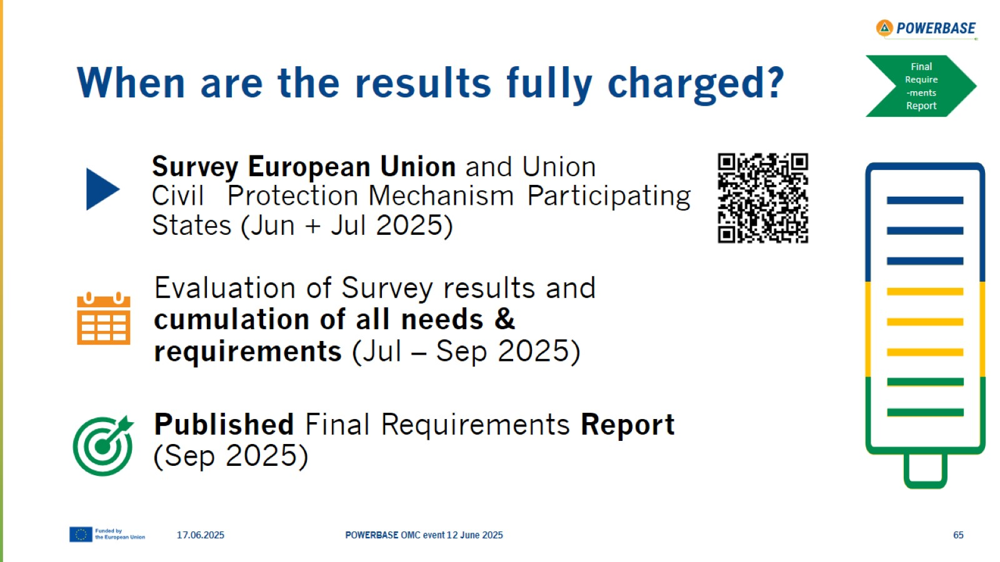 POWERBASE
Final
Require
-ments
Report
When are the results fully charged?
Survey European Union and Union
Civil Protection Mechanism Participating
States (Jun + Jul 2025)
Evaluation of Survey results and
cumulation of all needs &
requirements (Jul – Sep 2025)
Published Final Requirements Report
(Sep 2025)
Funded by
the European Union
17.06.2025
POWERBASE OMC event 12 June 2025
65